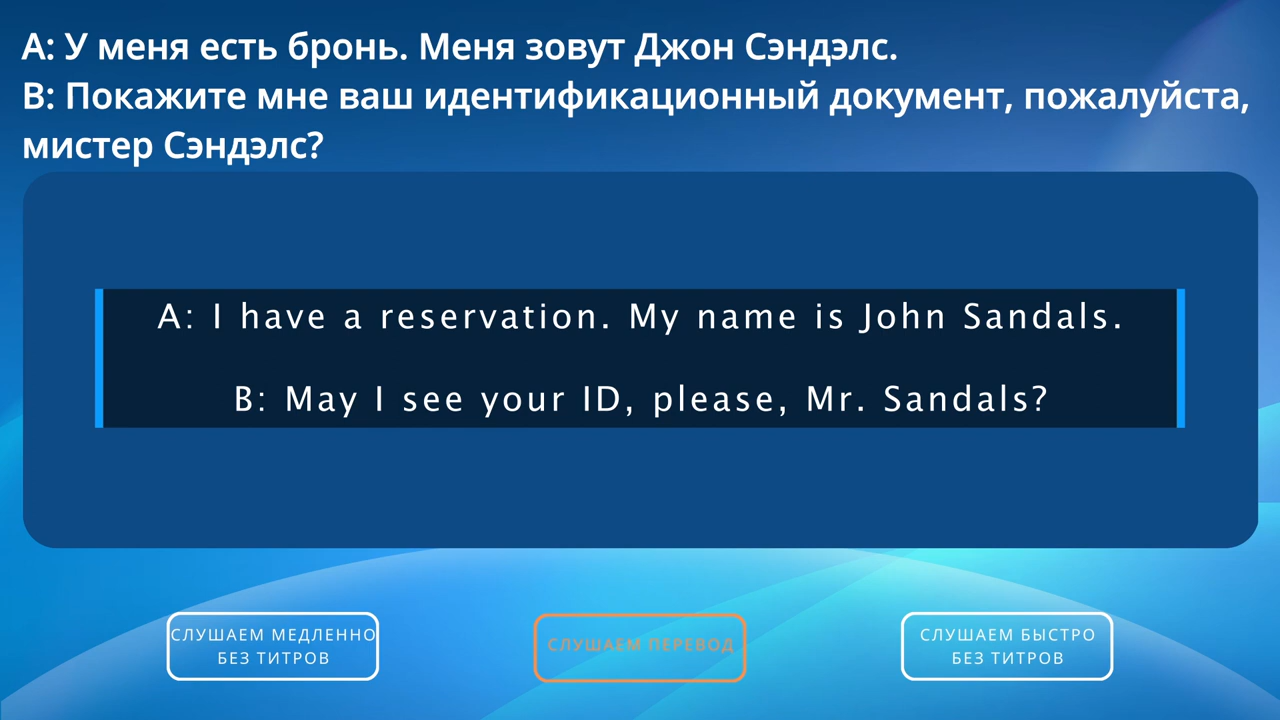 A: У меня есть бронь. Меня зовут Джон Сэндэлс.
B: Покажите мне ваш идентификационный документ, пожалуйста,
мистер Сэндэлс?
A: I have a reservation. My name is John Sandals.
B: May I see your ID, please, Mr. Sandals?
СЛУШАЕМ МЕДЛЕННО
БЕЗ ТИТРОВ
СЛУШАЕМ ПЕРЕВОД
СЛУШАЕМ БЫСТРО
БЕЗ ТИТРОВ